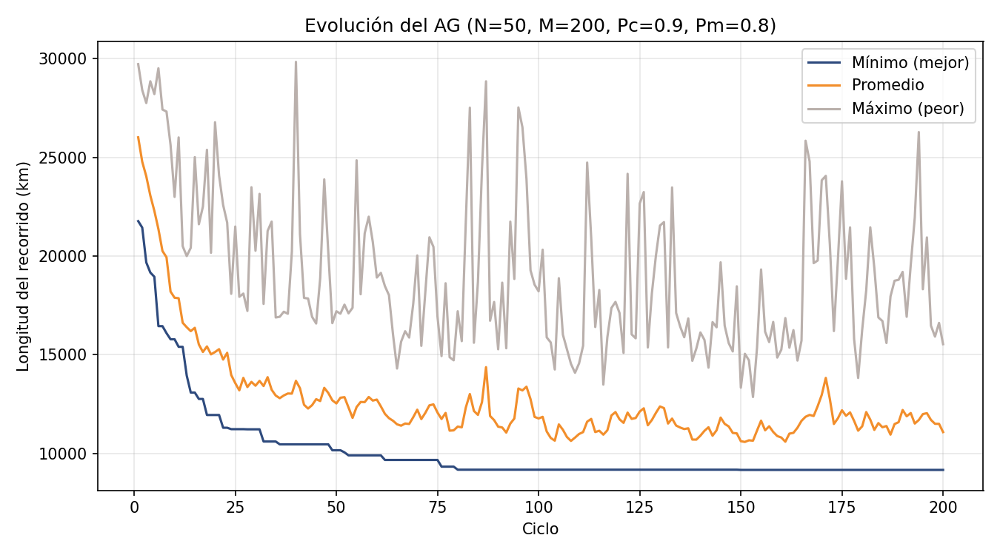 Evolución del AG (N=50, M=200, Pc=0.9, Pm=0.8)
Mínimo (mejor)
Promedio
Máximo (peor)
Longitud del recorrido (km)
30000
25000
20000
15000
10000
0 25 50 75 100 125 150 175 200
Ciclo